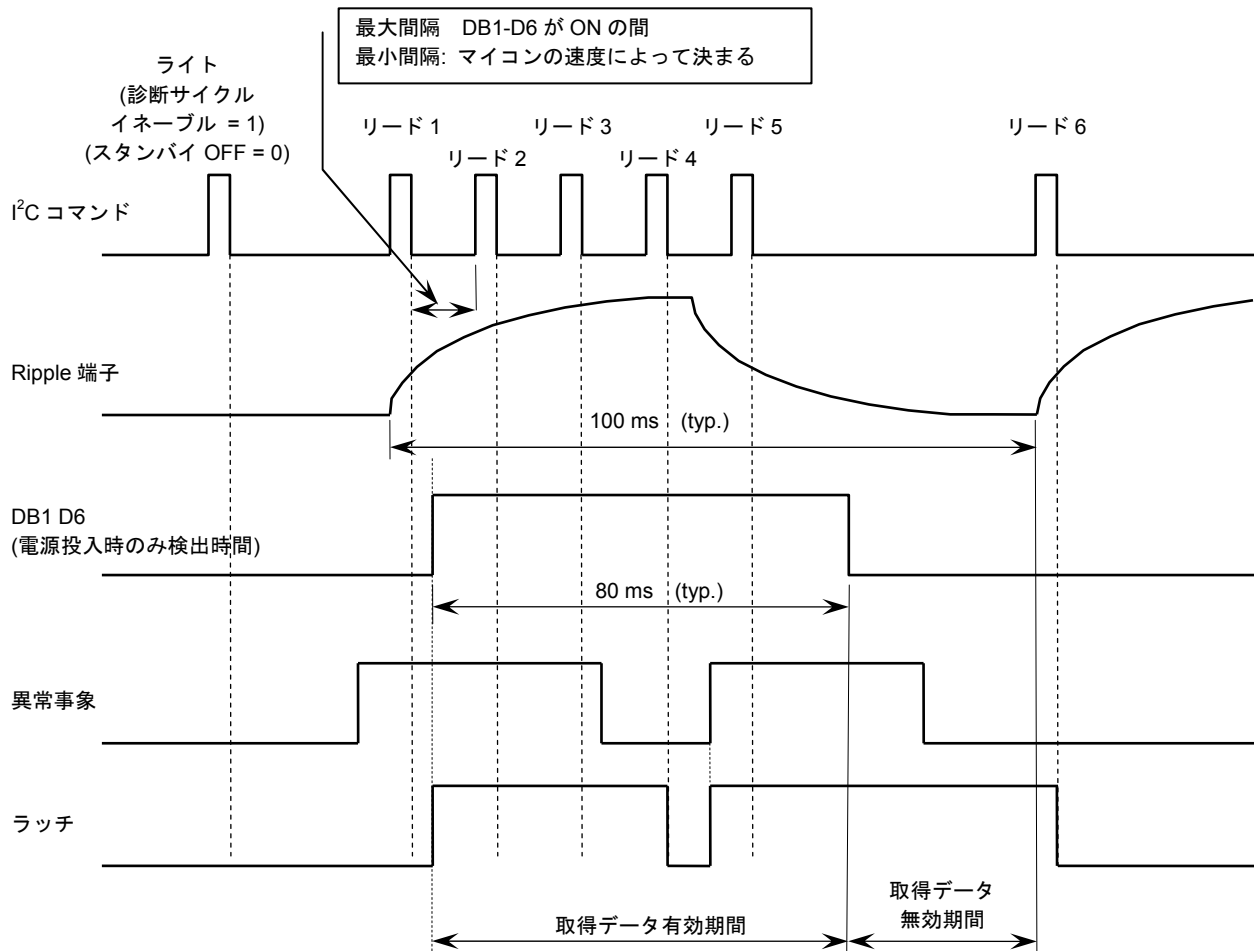 最大間隔　DB1-D6 が ON の間
最小間隔: マイコンの速度によって決まる
ライト
(診断サイクル
イネーブル = 1)
(スタンバイ OFF = 0)
リード 1
リード 2
リード 3
リード 4
リード 5
リード 6
I²C コマンド
Ripple 端子
100 ms (typ.)
DB1 D6
(電源投入時のみ検出時間)
80 ms (typ.)
異常事象
ラッチ
取得データ有効期間
取得データ
無効期間